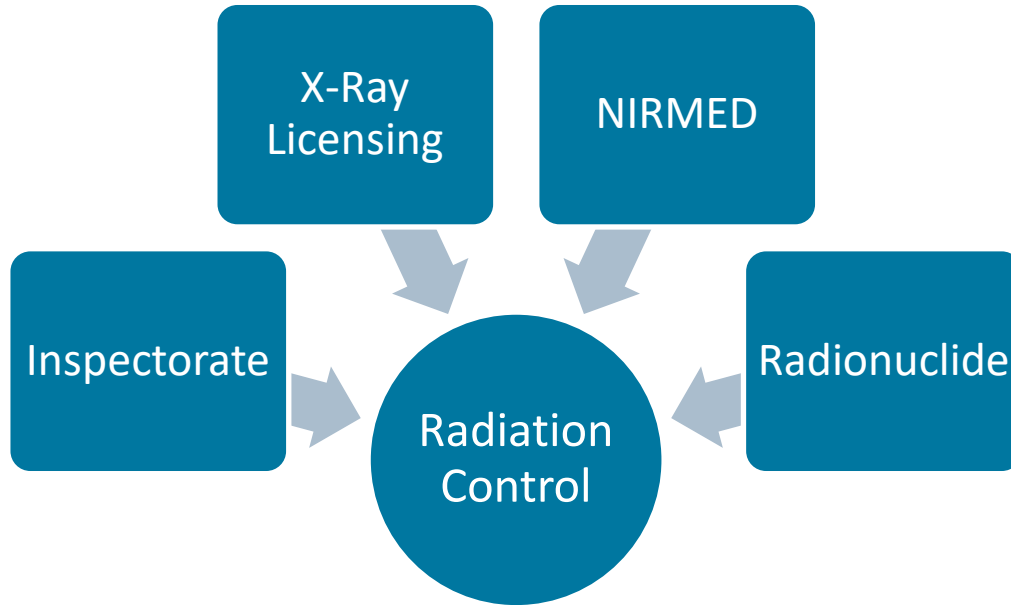 X-Ray
Licensing
NIRMED
Inspectorate
Radionuclide
Radiation
Control